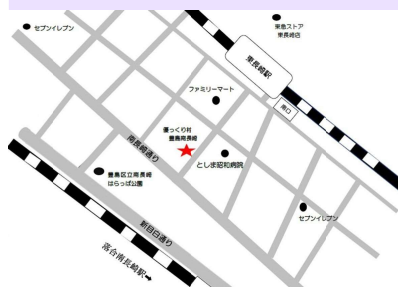 セブンイレブン
東急ストア
東長崎店
東長崎駅
南口
ファミリーマート
優っくり村
豊島南長崎
としま昭和病院
南長崎通り
豊島区立南長崎
はらっぱ公園
セブンイレブン
新目白通り
落合南長崎駅➡